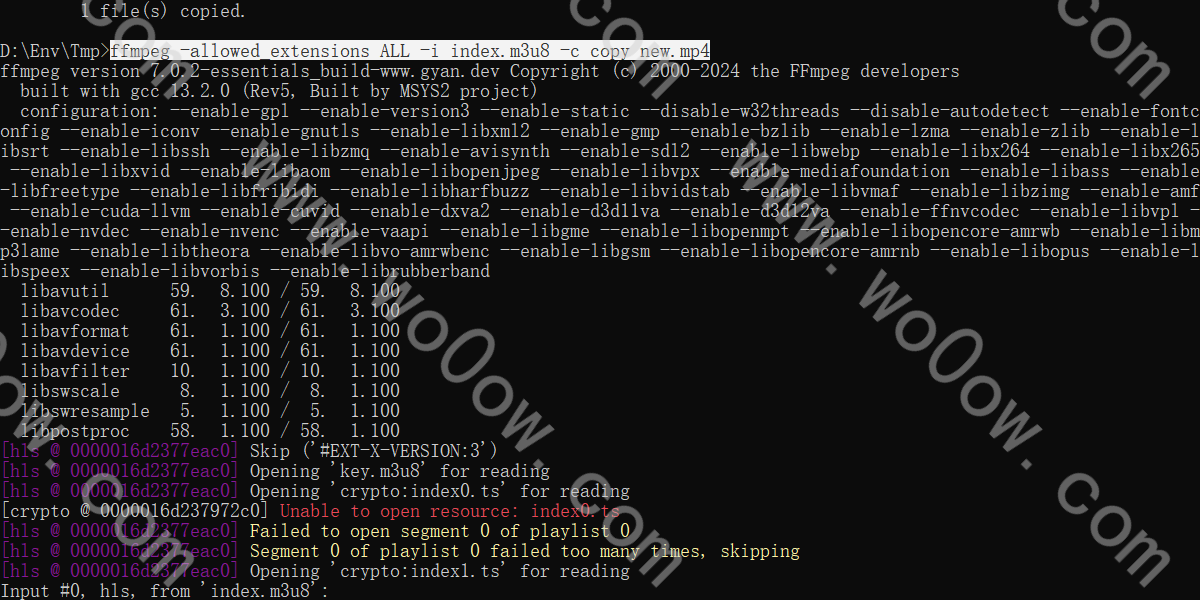 1 file(s) copied.
D:\Env\Tmp>ffmpeg -allowed_extensions ALL -i index.m3u8 -c copy new.mp4
ffmpeg version 7.0.2-essentials_build-www.gyan.dev Copyright (c) 2000-2024 the FFmpeg developers
built with gcc 13.2.0 (Rev5, Built by MSYS2 project)
configuration: --enable-gpl --enable-version3 --enable-static --disable-w32threads --disable-autodetect --enable-fontc
onfig --enable-iconv --enable-gnutls --enable-libxml2 --enable-gmp --enable-bzlib --enable-lzma --enable-zlib --enable-l
ibsrt --enable-libssh --enable-libzmq --enable-avisynth --enable-sdl2 --enable-libwebp --enable-libx264 --enable-libx265
--enable-libxvid --enable-libaom --enable-libopenjpeg --enable-libvpx --enable-mediafoundation --enable-libass --enable
-libfreetype --enable-libfribidi --enable-libharfbuzz --enable-libvidstab --enable-libvmaf --enable-libzimg --enable-amf
--enable-cuda-llvm --enable-cuvid --enable-dxva2 --enable-d3d11va --enable-d3d12va --enable-ffnvcodec --enable-libvpl -
-enable-nvdec --enable-nvenc --enable-vaapi --enable-libgme --enable-libopenmpt --enable-libopencore-amrwb --enable-libm
p3lame --enable-libtheora --enable-libvo-amrwbenc --enable-libgsm --enable-libopencore-amrnb --enable-libopus --enable-l
ibspeex --enable-libvorbis --enable-librubberband
libavutil 59. 8.100 / 59. 8.100
libavcodec 61. 3.100 / 61. 3.100
libavformat 61. 1.100 / 61. 1.100
libavdevice 61. 1.100 / 61. 1.100
libavfilter 10. 1.100 / 10. 1.100
libswscale 8. 1.100 / 8. 1.100
libswresample 5. 1.100 / 5. 1.100
libpostproc 58. 1.100 / 58. 1.100
[hls @ 0000016d2377eac0] Skip ('#EXT-X-VERSION:3')
[hls @ 0000016d2377eac0] Opening 'key.m3u8' for reading
[hls @ 0000016d2377eac0] Opening 'crypto:index0.ts' for reading
[crypto @ 0000016d237972c0] Unable to open resource: index0.ts
[hls @ 0000016d2377eac0] Failed to open segment 0 of playlist 0
[hls @ 0000016d2377eac0] Segment 0 of playlist 0 failed too many times, skipping
[hls @ 0000016d2377eac0] Opening 'crypto:index1.ts' for reading
Input #0, hls, from 'index.m3u8':
www.woOow.com
www.woOow.com